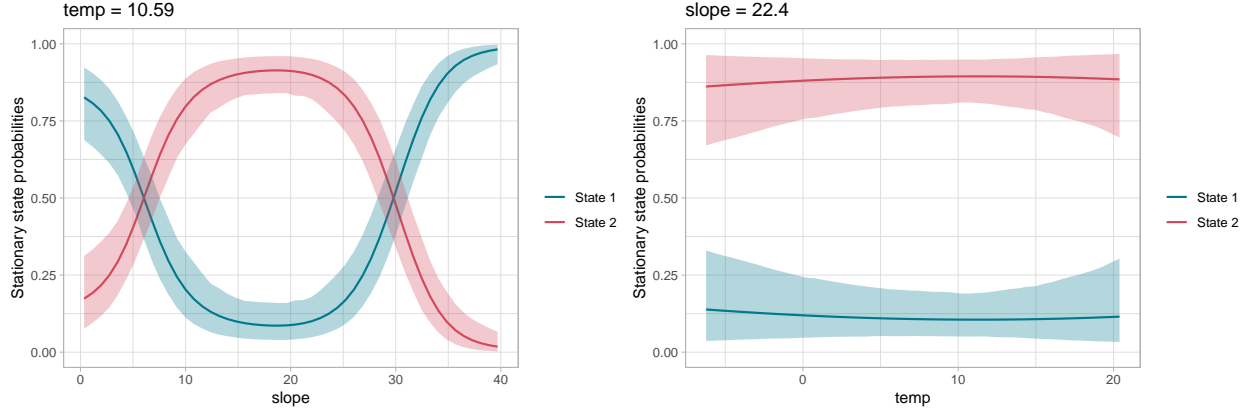 temp = 10.59
Stationary state probabilities
1.00
0.75
0.50
0.25
0.00
0
10
20
30
40
slope
State 1
State 2
slope = 22.4
Stationary state probabilities
1.00
0.75
0.50
0.25
0.00
0
10
20
temp
State 1
State 2